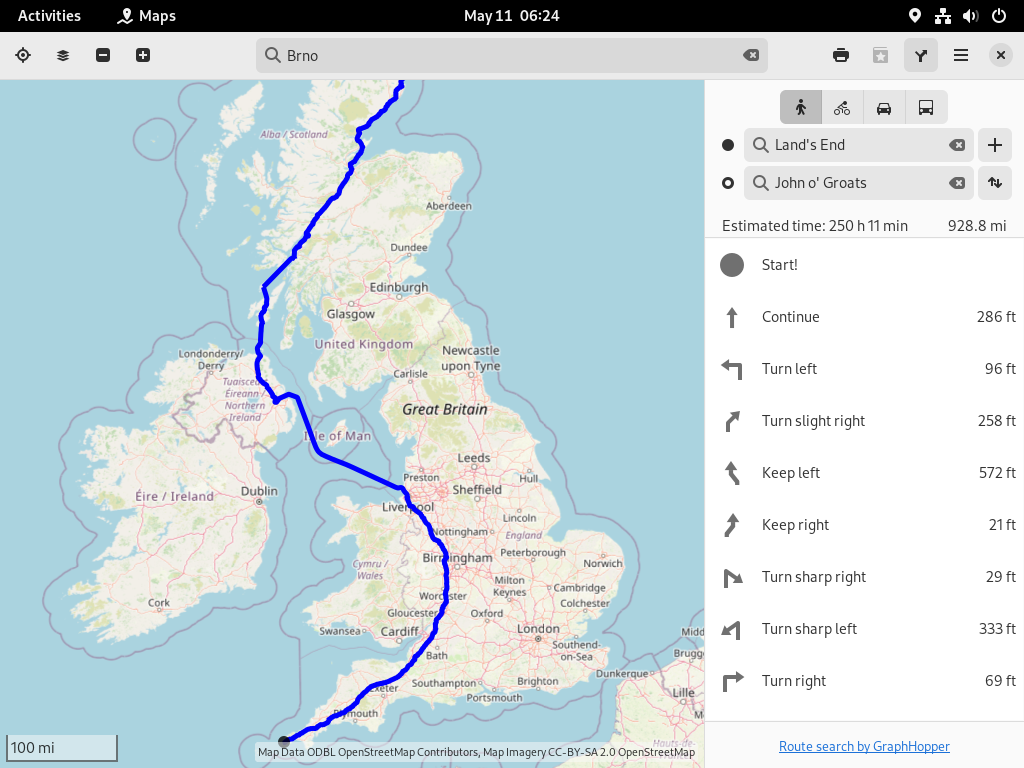 Activities
Maps
May 11 06:24
Brno
Alba / Scotland
Aberdeen
Dundee
Edinburgh
Glasgow
United Kingdom
Londonderry/
Derry
Newcastle
upon Tyne
Carlisle
Tuaisceart
Éireann /
Northern
Ireland
Great Britain
Isle of Man
Leeds
Preston
Hull
Sheffield
Éire / Ireland
Dublin
Liverpool
Lincoln
Nottingham
England
Peterborough
Birmingham
Norwich
Cymru /
Wales
Milton
Keynes
Cambridge
Worcester
Colchester
Cork
Gloucester
Oxford
Swansea
Cardiff
London
Bath
Southend-
on-Sea
Dunkerque
Southampton
Brighton
Exeter
Portsmouth
Plymouth
Lille
Hauts-de-
100 mi
Map Data ODBL OpenStreetMap Contributors, Map Imagery CC-BY-SA 2.0 OpenStreetMap
Land's End
John o' Groats
Estimated time: 250 h 11 min 928.8 mi
Start!
Continue 286 ft
Turn left 96 ft
Turn slight right 258 ft
Keep left 572 ft
Keep right 21 ft
Turn sharp right 29 ft
Turn sharp left 333 ft
Turn right 69 ft
Route search by GraphHopper